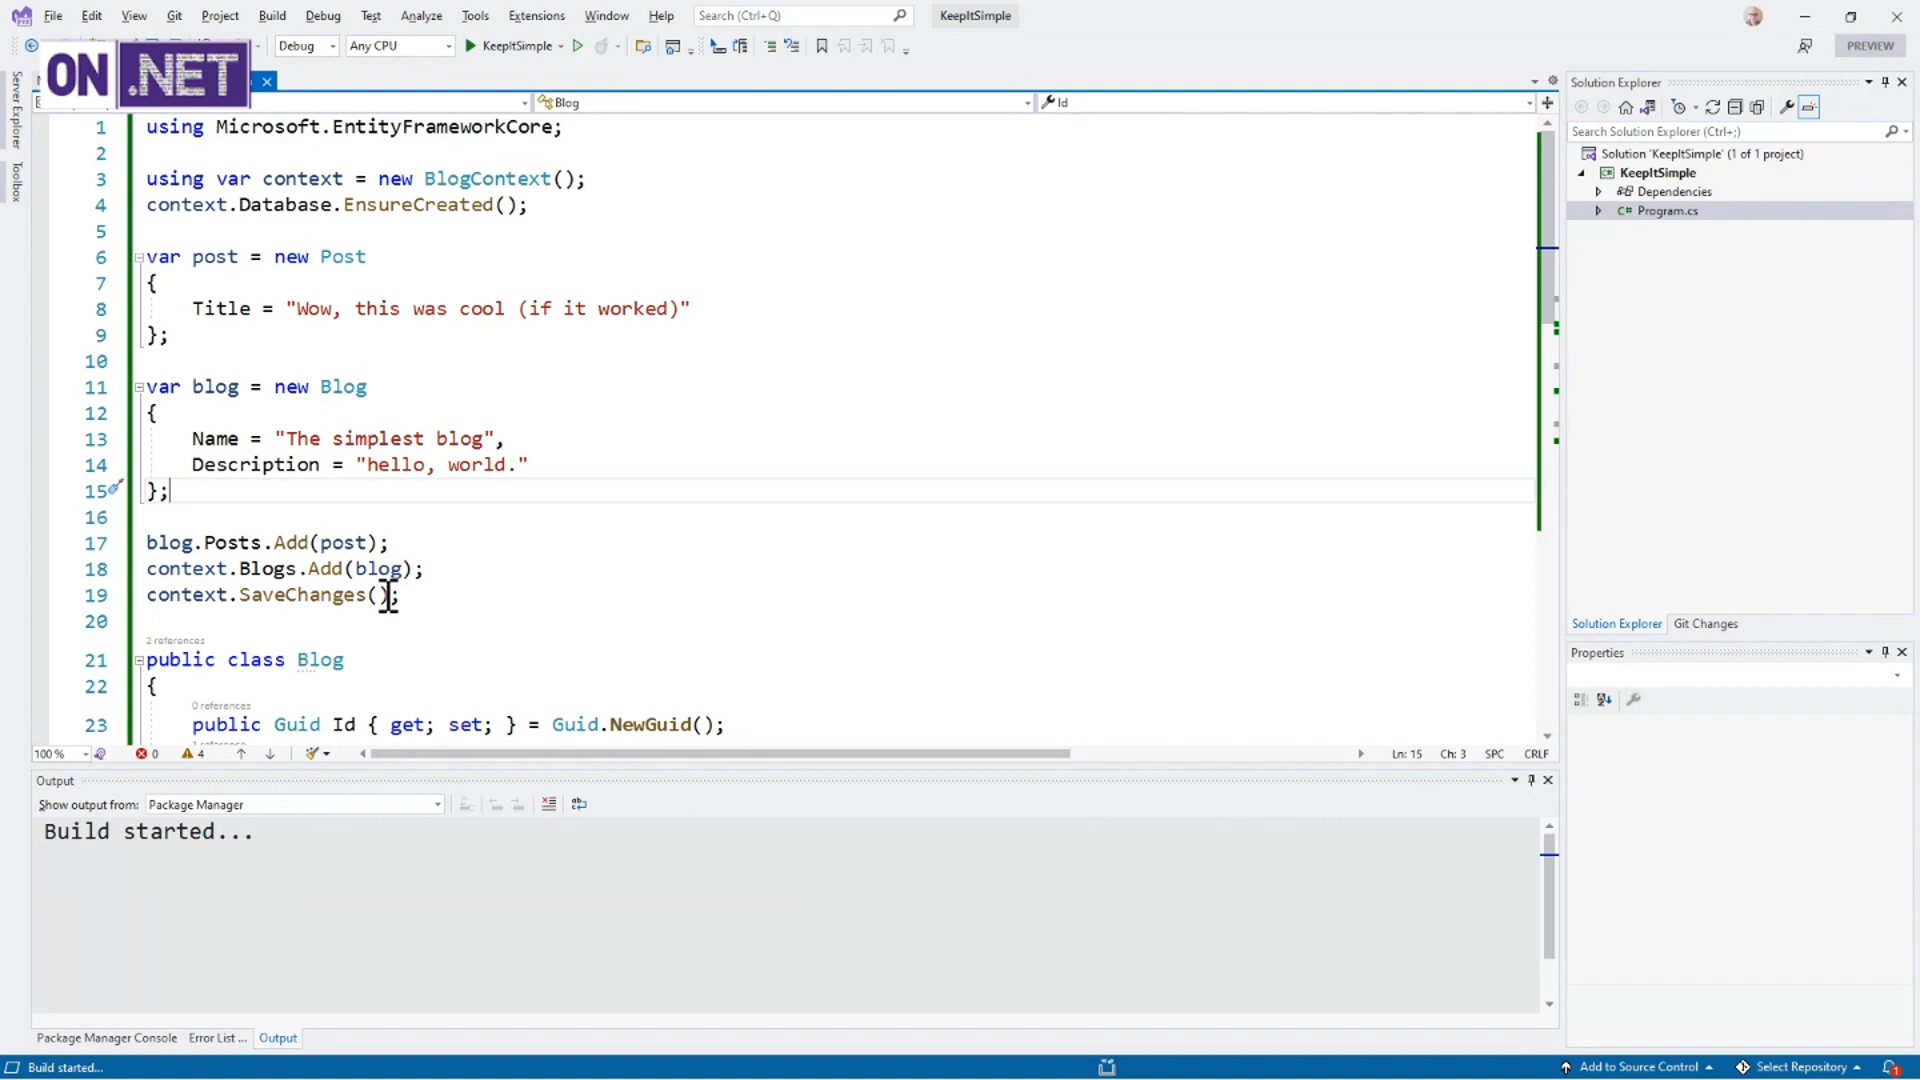 File Edit View Git Project Build Debug Test Analyze Tools Extensions Window Help Search (Ctrl+Q) KeepItSimple
Debug Any CPU KeepItSimple PREVIEW
ON .NET
Server Explorer
Toolbox
Blog Id
1 using Microsoft.EntityFrameworkCore;
2
3 using var context = new BlogContext();
4 context.Database.EnsureCreated();
5
6 var post = new Post
7 {
8 Title = "Wow, this was cool (if it worked)"
9 };
10
11 var blog = new Blog
12 {
13 Name = "The simplest blog",
14 Description = "hello, world."
15 };
16
17 blog.Posts.Add(post);
18 context.Blogs.Add(blog);
19 context.SaveChanges();
20
2 references
21 public class Blog
22 {
0 references
23 public Guid Id { get; set; } = Guid.NewGuid();
1 reference
100 % 0 4 Ln: 15 Ch: 3 SPC CRLF
Output
Show output from: Package Manager
Build started...
Package Manager Console Error List ... Output
Solution Explorer
Search Solution Explorer (Ctrl+;)
Solution 'KeepItSimple' (1 of 1 project)
KeepItSimple
Dependencies
C# Program.cs
Solution Explorer Git Changes
Properties
Build started... Add to Source Control Select Repository 1